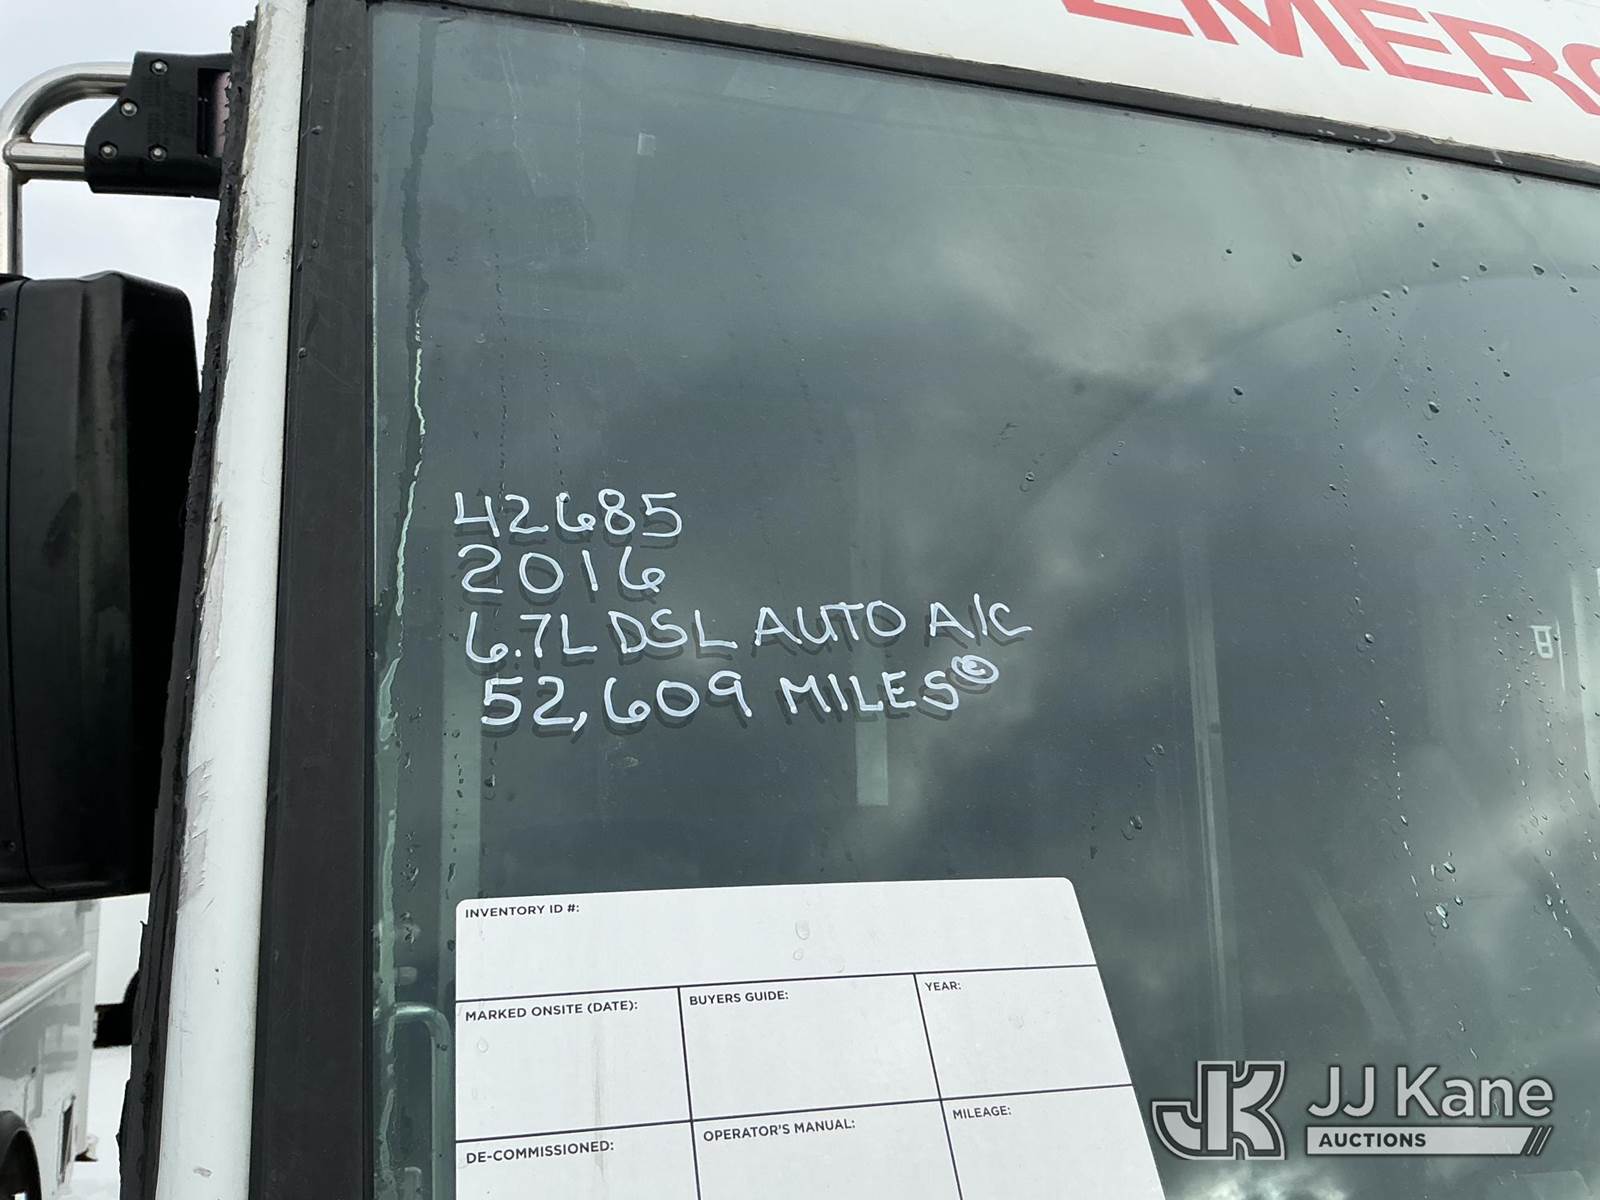 EMERG
42685
2016
6.7L DSL AUTO A/C
52,609 MILES ©
INVENTORY ID #:
MARKED ONSITE (DATE):
BUYERS GUIDE:
YEAR:
DE-COMMISSIONED:
OPERATOR'S MANUAL:
MILEAGE:
JK JJ Kane
AUCTIONS